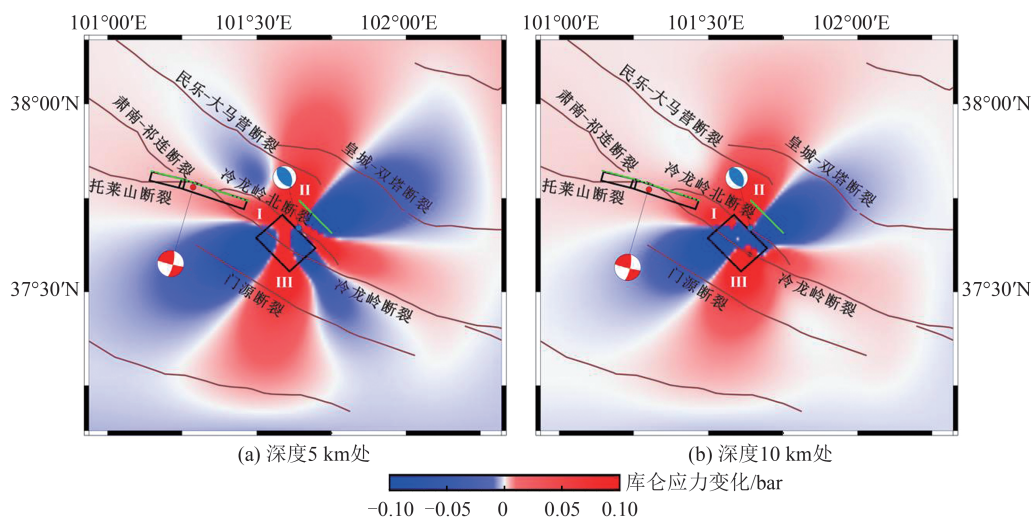 101°00′E 101°30′E 102°00′E 101°00′E 101°30′E 102°00′E
38°00′N 38°00′N
37°30′N 37°30′N
民乐-大马营断裂
肃南-祁连断裂
皇城-双塔断裂
冷龙岭北断裂
托莱山断裂
I
II
III
门源断裂
冷龙岭断裂
民乐-大马营断裂
肃南-祁连断裂
皇城-双塔断裂
冷龙岭北断裂
托莱山断裂
I
II
III
门源断裂
冷龙岭断裂
(a) 深度5 km处 (b) 深度10 km处
库仑应力变化/bar
−0.10 −0.05 0 0.05 0.10